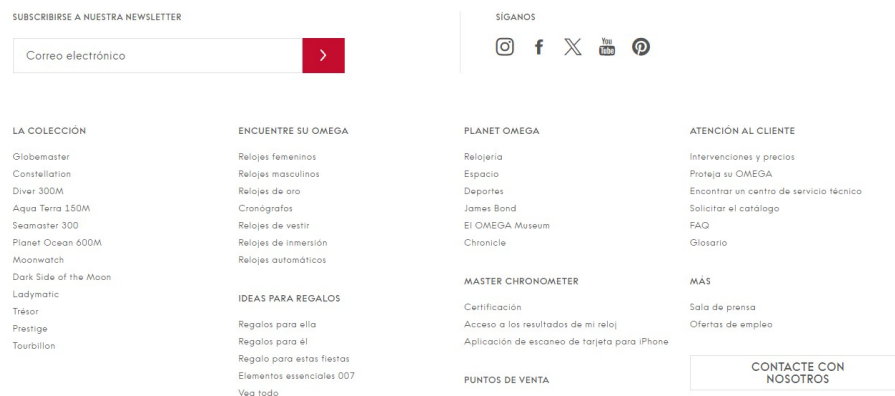 SUBSCRIBIRSE A NUESTRA NEWSLETTER
Correo electrónico
SÍGANOS
You
Tube
LA COLECCIÓN
Globemaster
Constellation
Diver 300M
Aqua Terra 150M
Seamaster 300
Planet Ocean 600M
Moonwatch
Dark Side of the Moon
Ladymatic
Trésor
Prestige
Tourbillon
ENCUENTRE SU OMEGA
Relojes femeninos
Relojes masculinos
Relojes de oro
Cronógrafos
Relojes de vestir
Relojes de inmersión
Relojes automáticos
IDEAS PARA REGALOS
Regalos para ella
Regalos para él
Regalo para estas fiestas
Elementos essenciales 007
Vea todo
PLANET OMEGA
Relojería
Espacio
Deportes
James Bond
El OMEGA Museum
Chronicle
MASTER CHRONOMETER
Certificación
Acceso a los resultados de mi reloj
Aplicación de escaneo de tarjeta para iPhone
PUNTOS DE VENTA
ATENCIÓN AL CLIENTE
Intervenciones y precios
Proteja su OMEGA
Encontrar un centro de servicio técnico
Solicitar el catálogo
FAQ
Glosario
MÁS
Sala de prensa
Ofertas de empleo
CONTACTE CON
NOSOTROS